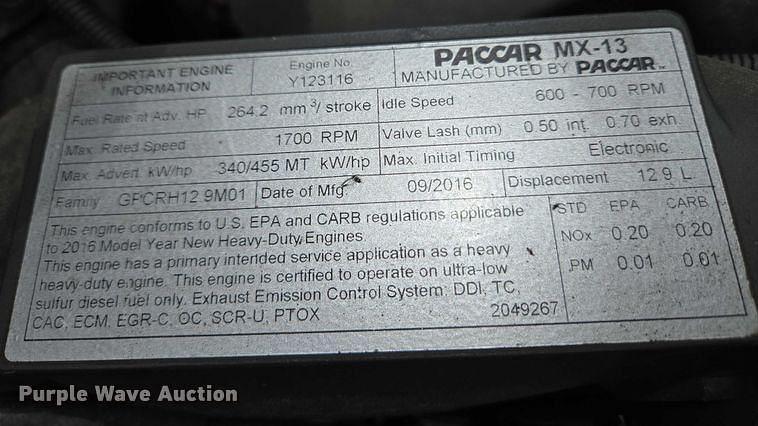 IMPORTANT ENGINE
INFORMATION
Engine No.
Y123116
PACCAR MX-13
MANUFACTURED BY PACCAR
Fuel Rate at Adv. HP 264.2 mm³/ stroke
Idle Speed 600 - 700 RPM
Max. Rated Speed 1700 RPM
Valve Lash (mm) 0.50 int. 0.70 exh.
Max. Advert. kW/hp 340/455 MT kW/hp
Max. Initial Timing Electronic
Family GPCRH12.9M01
Date of Mfg. 09/2016
Displacement 12.9 L
This engine conforms to U.S. EPA and CARB regulations applicable
to 2016 Model Year New Heavy-Duty Engines.
This engine has a primary intended service application as a heavy
heavy-duty engine. This engine is certified to operate on ultra-low
sulfur diesel fuel only. Exhaust Emission Control System: DDI, TC,
CAC, ECM, EGR-C, OC, SCR-U, PTOX 2049267
STD EPA CARB
NOx 0.20 0.20
PM 0.01 0.01
Purple Wave Auction